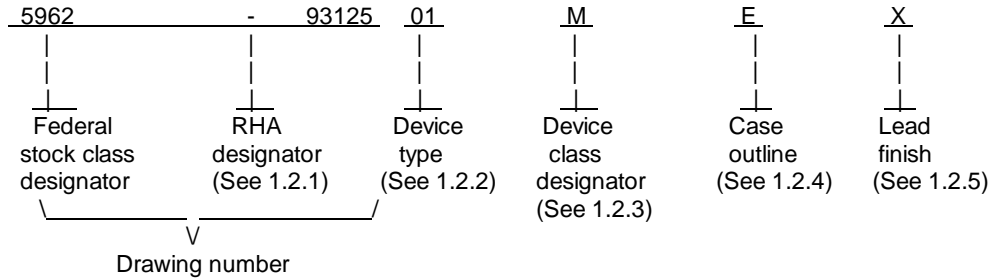 5962 - 93125 01 M E X
Federal stock class designator
RHA designator (See 1.2.1)
Device type (See 1.2.2)
Device class designator (See 1.2.3)
Case outline (See 1.2.4)
Lead finish (See 1.2.5)
Drawing number